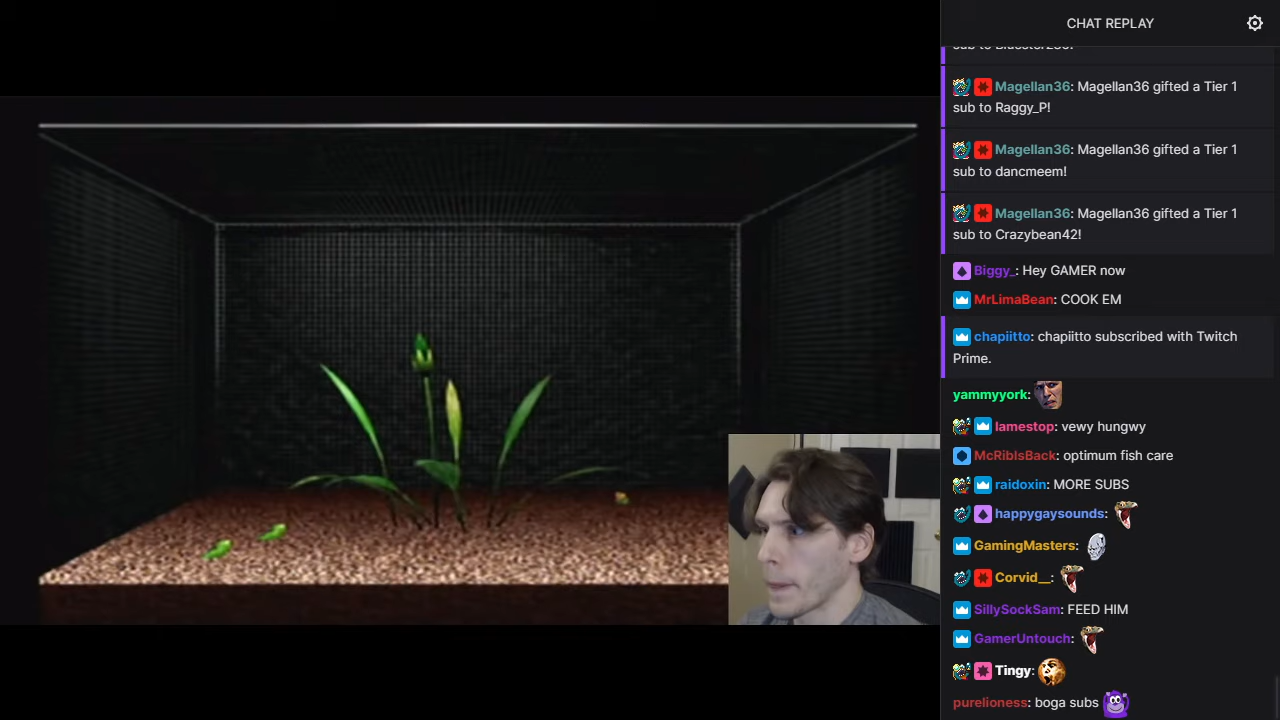 CHAT REPLAY
Magellan36: Magellan36 gifted a Tier 1
sub to Raggy_P!
Magellan36: Magellan36 gifted a Tier 1
sub to dancmeem!
Magellan36: Magellan36 gifted a Tier 1
sub to Crazybean42!
Biggy_: Hey GAMER now
MrLimaBean: COOK EM
chapiitto: chapiitto subscribed with Twitch
Prime.
yammyyork:
lamestop: vewy hungwy
McRibIsBack: optimum fish care
raidoxin: MORE SUBS
happygaysounds:
GamingMasters:
Corvid__:
SillySockSam: FEED HIM
GamerUntouch:
Tingy:
purelioness: boga subs